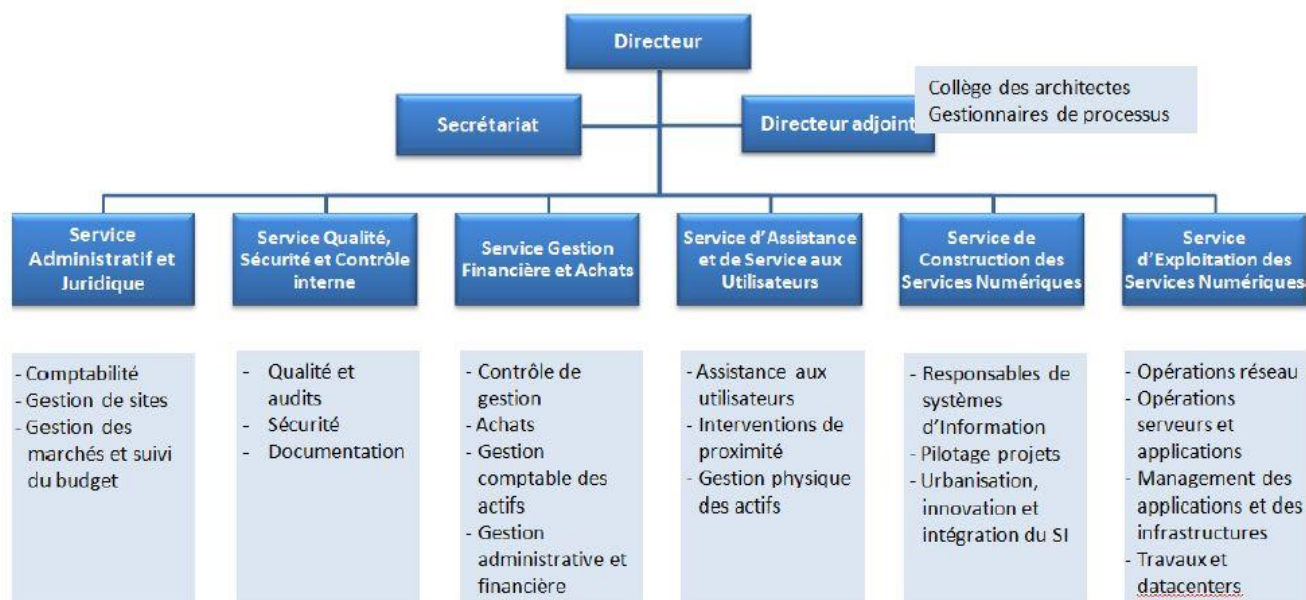 Directeur
Collège des architectes
Gestionnaires de processus
Secrétariat
Directeur adjoint
Service
Administratif et
Juridique
Service Qualité,
Sécurité et Contrôle
interne
Service Gestion
Financière et Achats
Service d'Assistance
et de Service aux
Utilisateurs
Service de
Construction des
Services Numériques
Service
d'Exploitation des
Services Numériques
- Comptabilité
- Gestion de sites
- Gestion des
marchés et suivi
du budget
- Qualité et
audits
- Sécurité
- Documentation
- Contrôle de
gestion
- Achats
- Gestion
comptable des
actifs
- Gestion
administrative et
financière
- Assistance aux
utilisateurs
- Interventions de
proximité
- Gestion physique
des actifs
- Responsables de
systèmes
d'Information
- Pilotage projets
- Urbanisation,
innovation et
intégration du SI
- Opérations réseau
- Opérations
serveurs et
applications
- Management des
applications et des
infrastructures
- Travaux et
datacenters